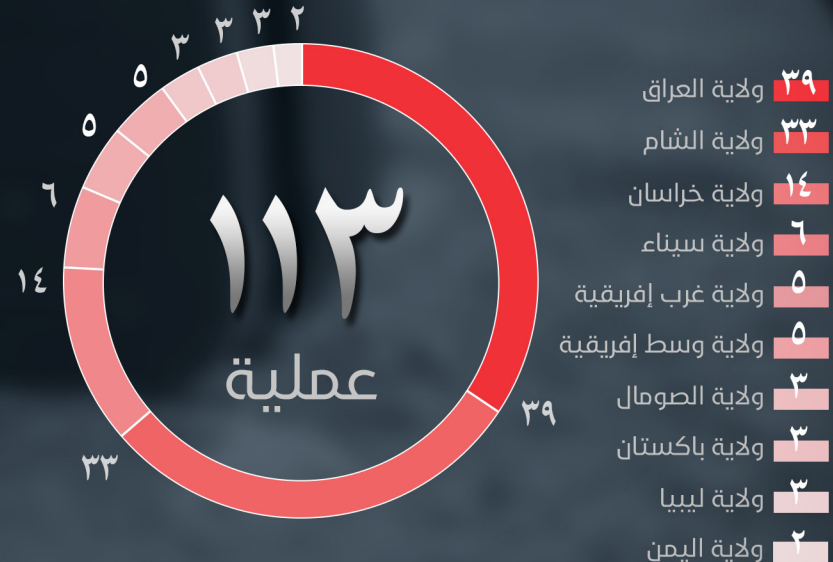 ١١٣
عملية
٣٩
٣٣
١٤
٦
٥
٥
٣
٣
٣
٢
٣٩ ولاية العراق
٣٣ ولاية الشام
١٤ ولاية خراسان
٦ ولاية سيناء
٥ ولاية غرب إفريقية
٥ ولاية وسط إفريقية
٣ ولاية الصومال
٣ ولاية باكستان
٣ ولاية ليبيا
٢ ولاية اليمن